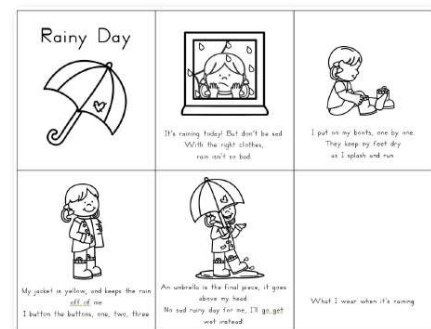 Rainy Day
It's raining today! But don't be sad
With the right clothes,
rain isn't so bad.
I put on my boots, one by one
They keep my feet dry
as I splash and run
My jacket is yellow, and keeps the rain
off of me
I button the buttons, one, two, three
An umbrella is the final piece, it goes
above my head
No sad rainy day for me, I'll go get
wet instead!
What I wear when it's raining